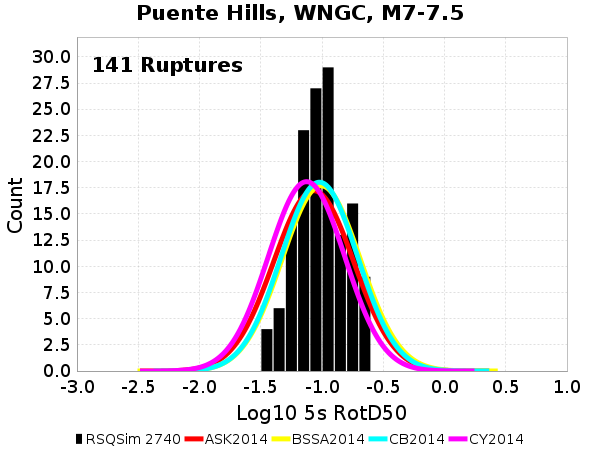 Puente Hills, WNGC, M7-7.5
141 Ruptures
30.0
27.5
25.0
22.5
20.0
17.5
15.0
12.5
10.0
7.5
5.0
2.5
0.0
Count
-3.0 -2.5 -2.0 -1.5 -1.0 -0.5 0.0 0.5 1.0
Log10 5s RotD50
RSQSim 2740 ASK2014 BSSA2014 CB2014 CY2014